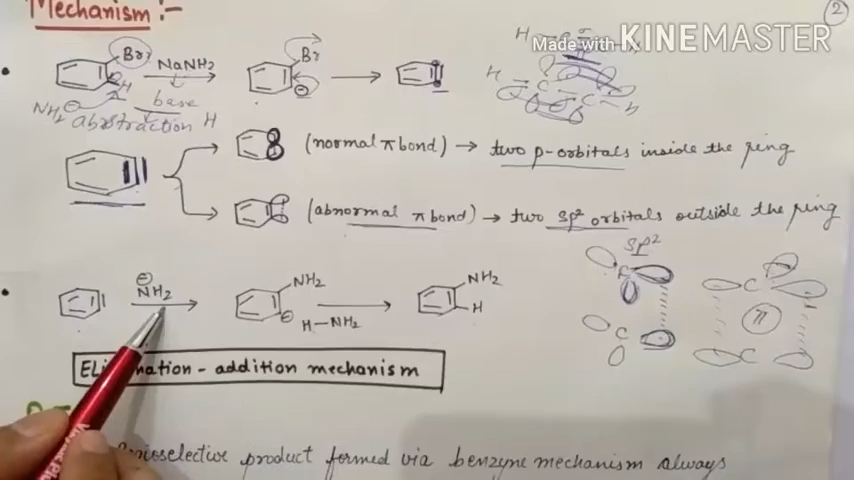 Mechanism :-
2
Made with KINEMASTER
Br
NaNH2
Br
H
NH2 ⊖
base
abstraction H
⊖
H
H
C
C
H
(normal π bond) → two p-orbitals inside the ring
(abnormal π bond) → two sp² orbitals outside the ring
sp²
C
C
C
C
π
⊖
NH2
NH2
⊖
H-NH2
NH2
H
nation - addition mechanism
ioselective product formed via benzyne mechanism always